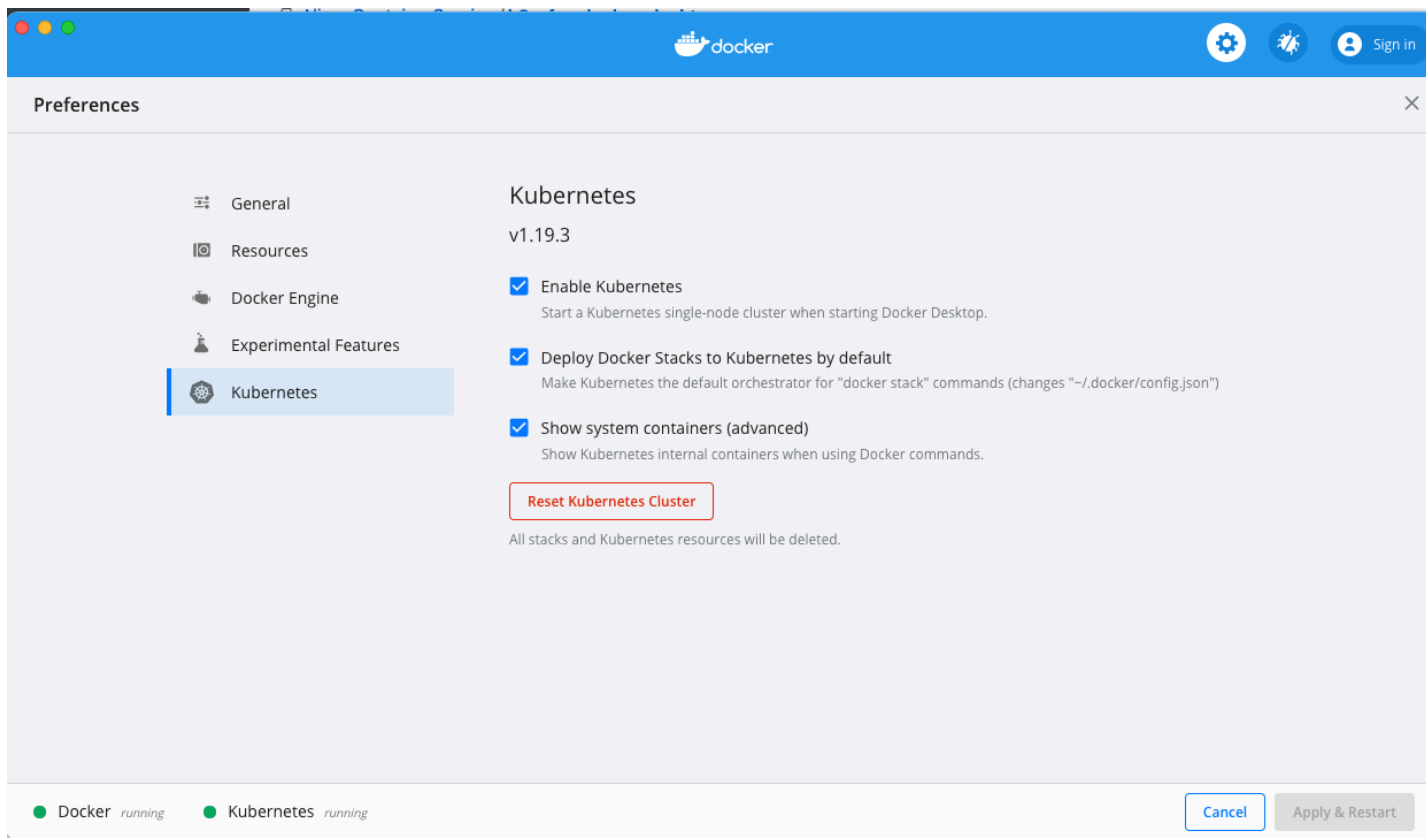 docker
Sign in
Preferences
General
Resources
Docker Engine
Experimental Features
Kubernetes
Kubernetes
v1.19.3
Enable Kubernetes
Start a Kubernetes single-node cluster when starting Docker Desktop.
Deploy Docker Stacks to Kubernetes by default
Make Kubernetes the default orchestrator for "docker stack" commands (changes "~/.docker/config.json")
Show system containers (advanced)
Show Kubernetes internal containers when using Docker commands.
Reset Kubernetes Cluster
All stacks and Kubernetes resources will be deleted.
Docker running
Kubernetes running
Cancel
Apply & Restart